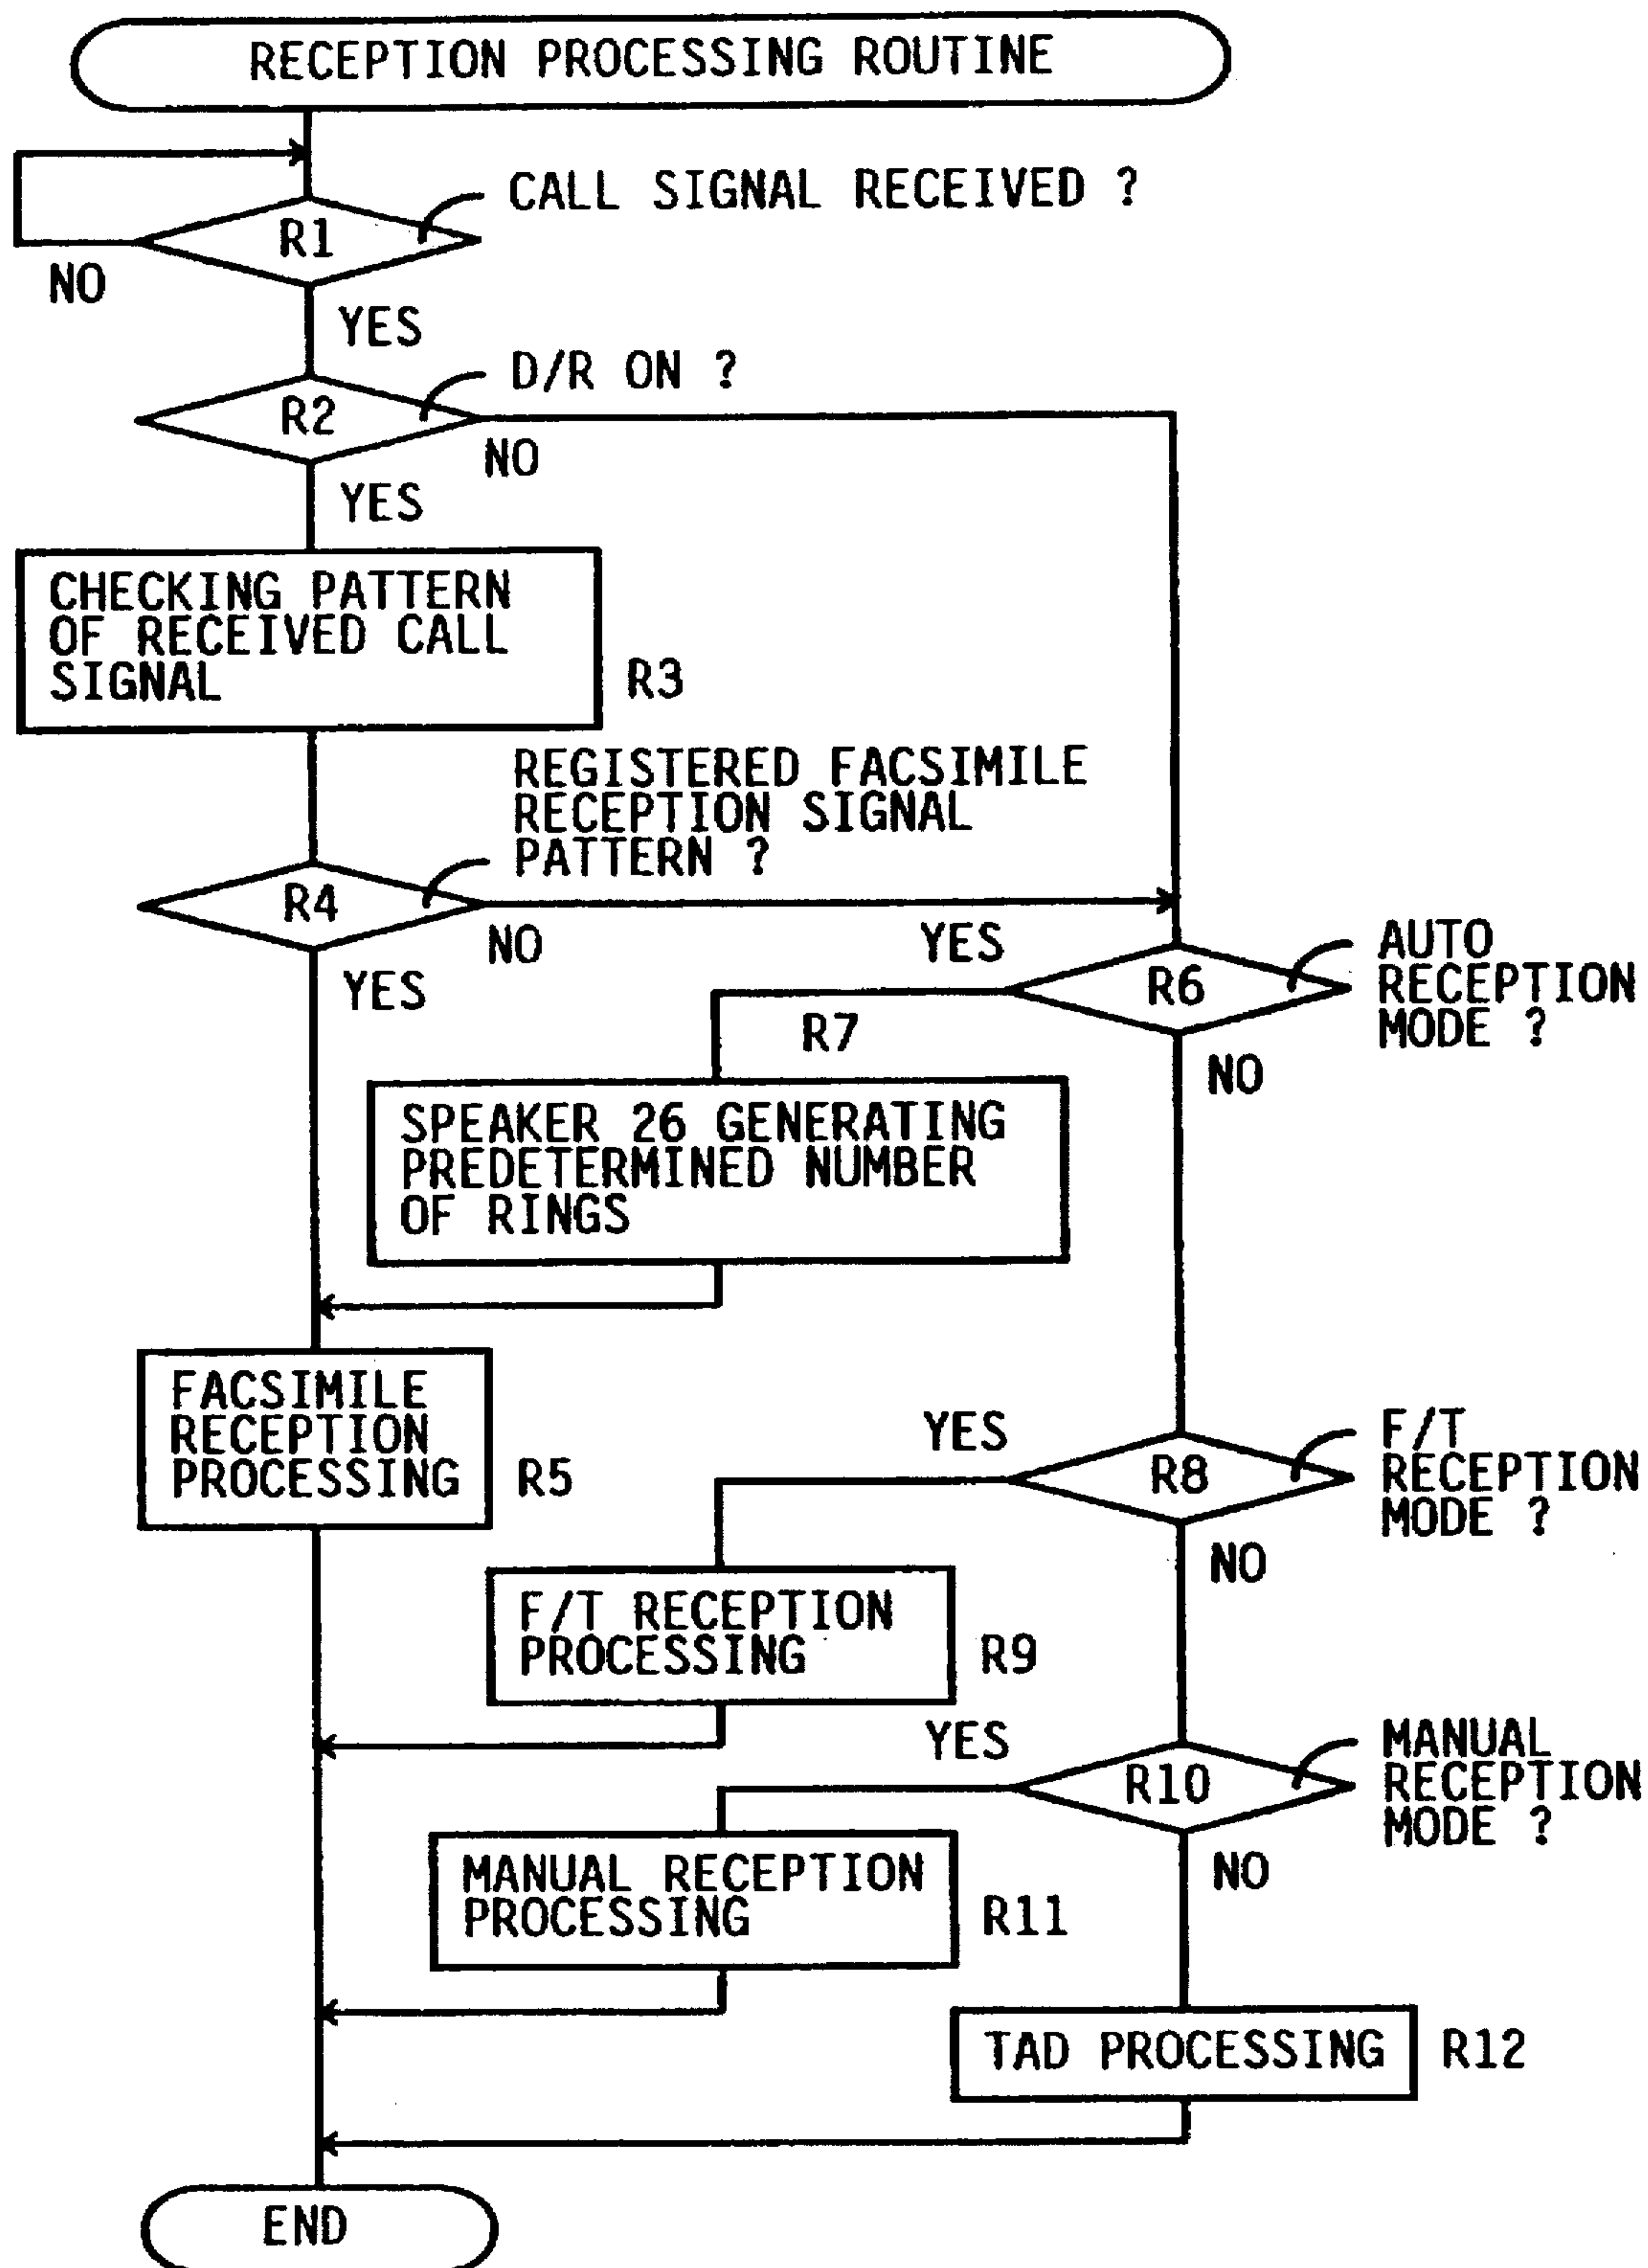 RECEPTION PROCESSING ROUTINE
CALL SIGNAL RECEIVED ?
R1
NO
YES
D/R ON ?
R2
NO
YES
CHECKING PATTERN
OF RECEIVED CALL
SIGNAL
R3
REGISTERED FACSIMILE
RECEPTION SIGNAL
PATTERN ?
R4
NO
YES
YES
R6
AUTO
RECEPTION
MODE ?
NO
R7
SPEAKER 26 GENERATING
PREDETERMINED NUMBER
OF RINGS
FACSIMILE
RECEPTION
PROCESSING
R5
YES
R8
F/T
RECEPTION
MODE ?
NO
F/T RECEPTION
PROCESSING
R9
YES
R10
MANUAL
RECEPTION
MODE ?
NO
MANUAL RECEPTION
PROCESSING
R11
TAD PROCESSING
R12
END